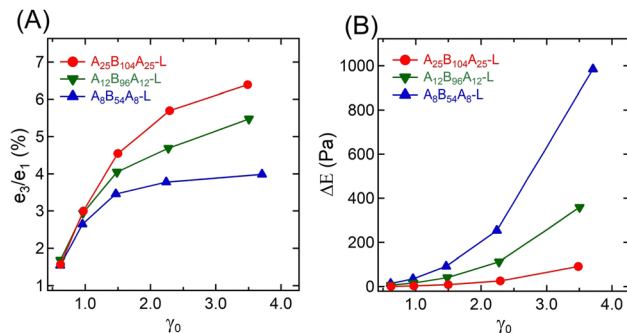 (A)
A₂₅B₁₀₄A₂₅-L
A₁₂B₉₆A₁₂-L
A₈B₅₄A₈-L
e₃/e₁ (%)
7
6
5
4
3
2
1
1.0 2.0 3.0 4.0
γ₀
(B)
A₂₅B₁₀₄A₂₅-L
A₁₂B₉₆A₁₂-L
A₈B₅₄A₈-L
ΔE (Pa)
1000
800
600
400
200
0
1.0 2.0 3.0 4.0
γ₀